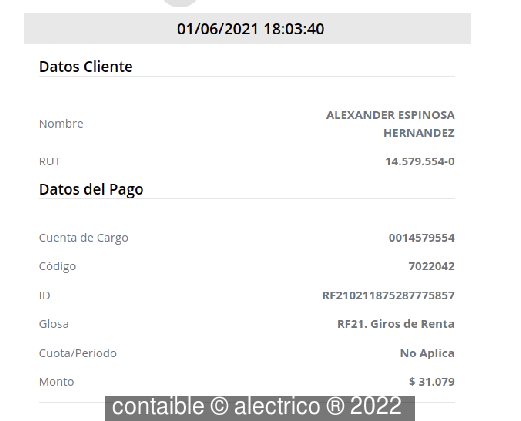 01/06/2021 18:03:40
Datos Cliente
Nombre ALEXANDER ESPINOSA
HERNANDEZ
RUT 14.579.554-0
Datos del Pago
Cuenta de Cargo 0014579554
Código 7022042
ID RF210211875287775857
Glosa RF21. Giros de Renta
Cuota/Periodo No Aplica
Monto $ 31.079
contaible © alectrico ® 2022